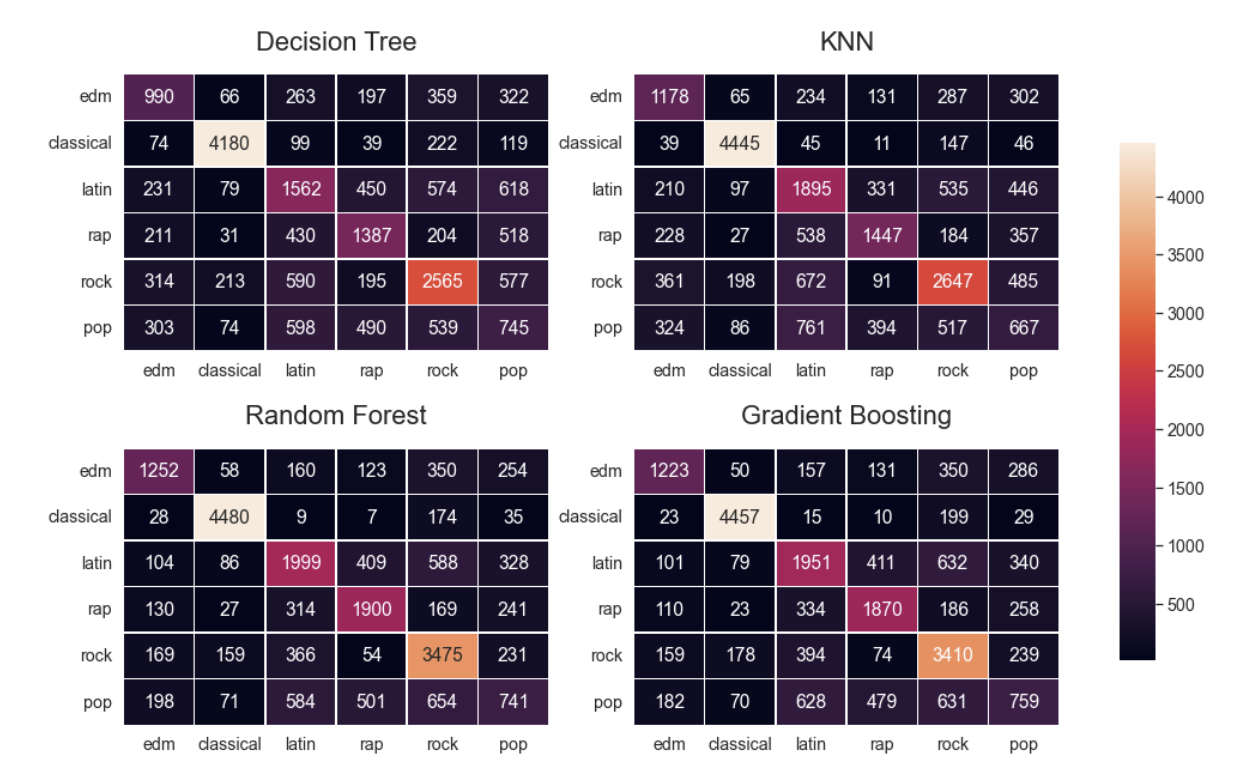 Decision Tree
edm 990 66 263 197 359 322
classical 74 4180 99 39 222 119
latin 231 79 1562 450 574 618
rap 211 31 430 1387 204 518
rock 314 213 590 195 2565 577
pop 303 74 598 490 539 745
edm classical latin rap rock pop
KNN
edm 1178 65 234 131 287 302
classical 39 4445 45 11 147 46
latin 210 97 1895 331 535 446
rap 228 27 538 1447 184 357
rock 361 198 672 91 2647 485
pop 324 86 761 394 517 667
edm classical latin rap rock pop
Random Forest
edm 1252 58 160 123 350 254
classical 28 4480 9 7 174 35
latin 104 86 1999 409 588 328
rap 130 27 314 1900 169 241
rock 169 159 366 54 3475 231
pop 198 71 584 501 654 741
edm classical latin rap rock pop
Gradient Boosting
edm 1223 50 157 131 350 286
classical 23 4457 15 10 199 29
latin 101 79 1951 411 632 340
rap 110 23 334 1870 186 258
rock 159 178 394 74 3410 239
pop 182 70 628 479 631 759
edm classical latin rap rock pop
4000
3500
3000
2500
2000
1500
1000
500